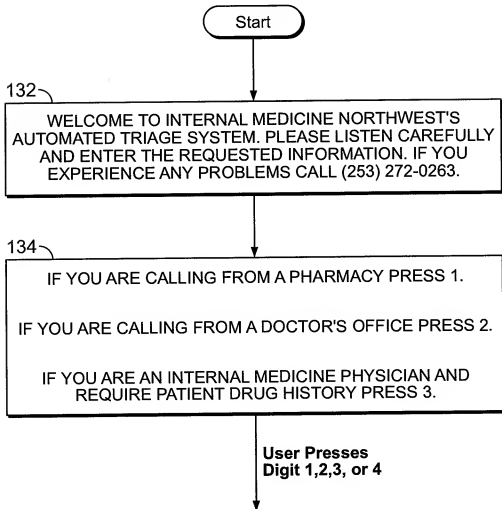 Start
132
WELCOME TO INTERNAL MEDICINE NORTHWEST'S
AUTOMATED TRIAGE SYSTEM. PLEASE LISTEN CAREFULLY
AND ENTER THE REQUESTED INFORMATION. IF YOU
EXPERIENCE ANY PROBLEMS CALL (253) 272-0263.
134
IF YOU ARE CALLING FROM A PHARMACY PRESS 1.
IF YOU ARE CALLING FROM A DOCTOR'S OFFICE PRESS 2.
IF YOU ARE AN INTERNAL MEDICINE PHYSICIAN AND
REQUIRE PATIENT DRUG HISTORY PRESS 3.
User Presses
Digit 1,2,3, or 4